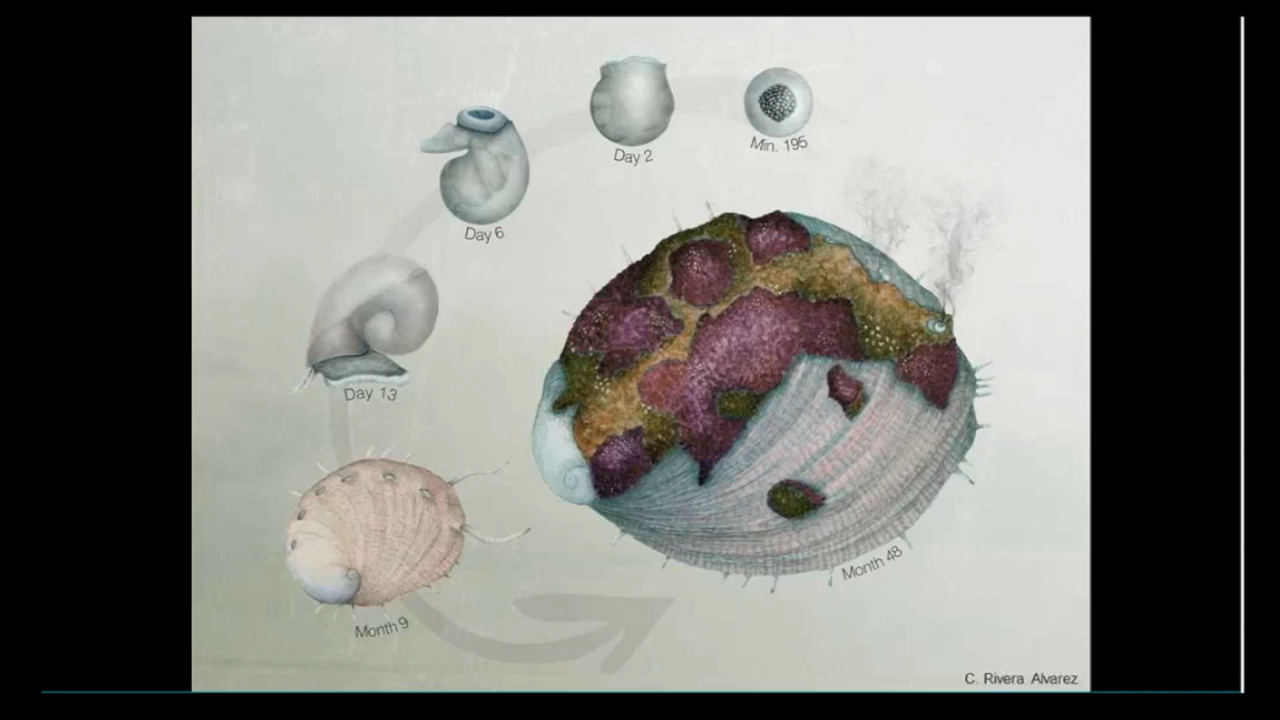 Min. 195
Day 2
Day 6
Day 13
Month 9
Month 48
C. Rivera Alvarez